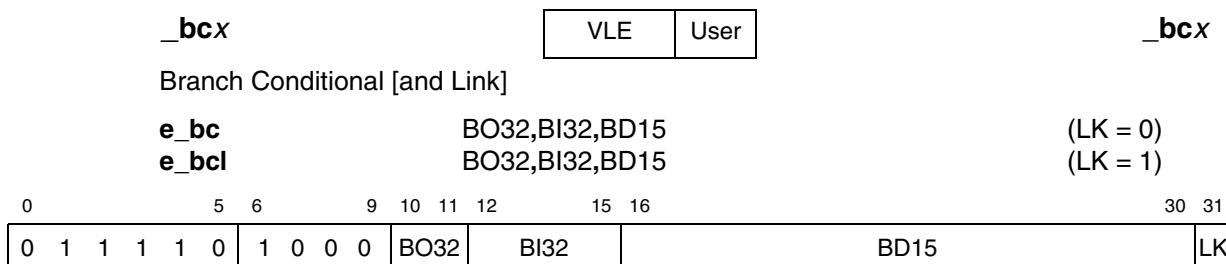 _bcx VLE User _bcx
Branch Conditional [and Link]
e_bc BO32,BI32,BD15 (LK = 0)
e_bcl BO32,BI32,BD15 (LK = 1)
0 5 6 9 10 11 12 15 16 30 31
0 1 1 1 1 0 1 0 0 0 BO32 BI32 BD15 LK